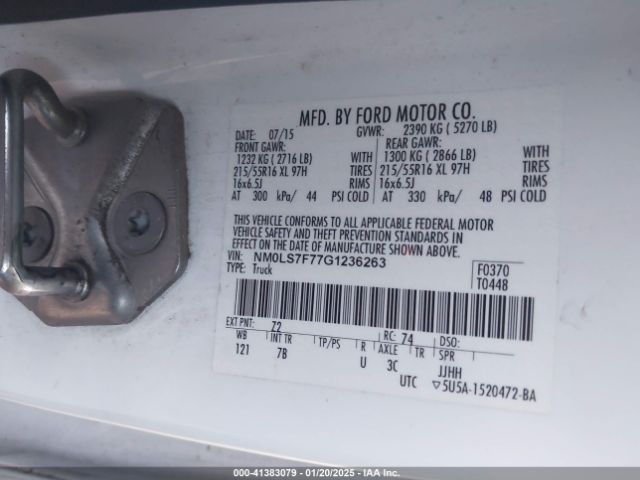 MFD. BY FORD MOTOR CO.
DATE: 07/15 GVWR: 2390 KG ( 5270 LB)
FRONT GAWR: REAR GAWR:
1232 KG ( 2716 LB) WITH 1300 KG ( 2866 LB) WITH
215/55R16 XL 97H TIRES 215/55R16 XL 97H TIRES
16x6.5J RIMS 16x6.5J RIMS
AT 300 kPa/ 44 PSI COLD AT 330 kPa/ 48 PSI COLD
THIS VEHICLE CONFORMS TO ALL APPLICABLE FEDERAL MOTOR
VEHICLE SAFETY AND THEFT PREVENTION STANDARDS IN
EFFECT ON THE DATE OF MANUFACTURE SHOWN ABOVE.
VIN: NM0LS7F77G1236263
TYPE: Truck
F0370
T0448
EXT PNT: Z2 RC: 74 DSO:
WB INT TR TP/PS R AXLE TR SPR
121 7B U 3C JJHH
UTC ▽5U5A-1520472-BA
000-41383079 - 01/20/2025 - IAA Inc.